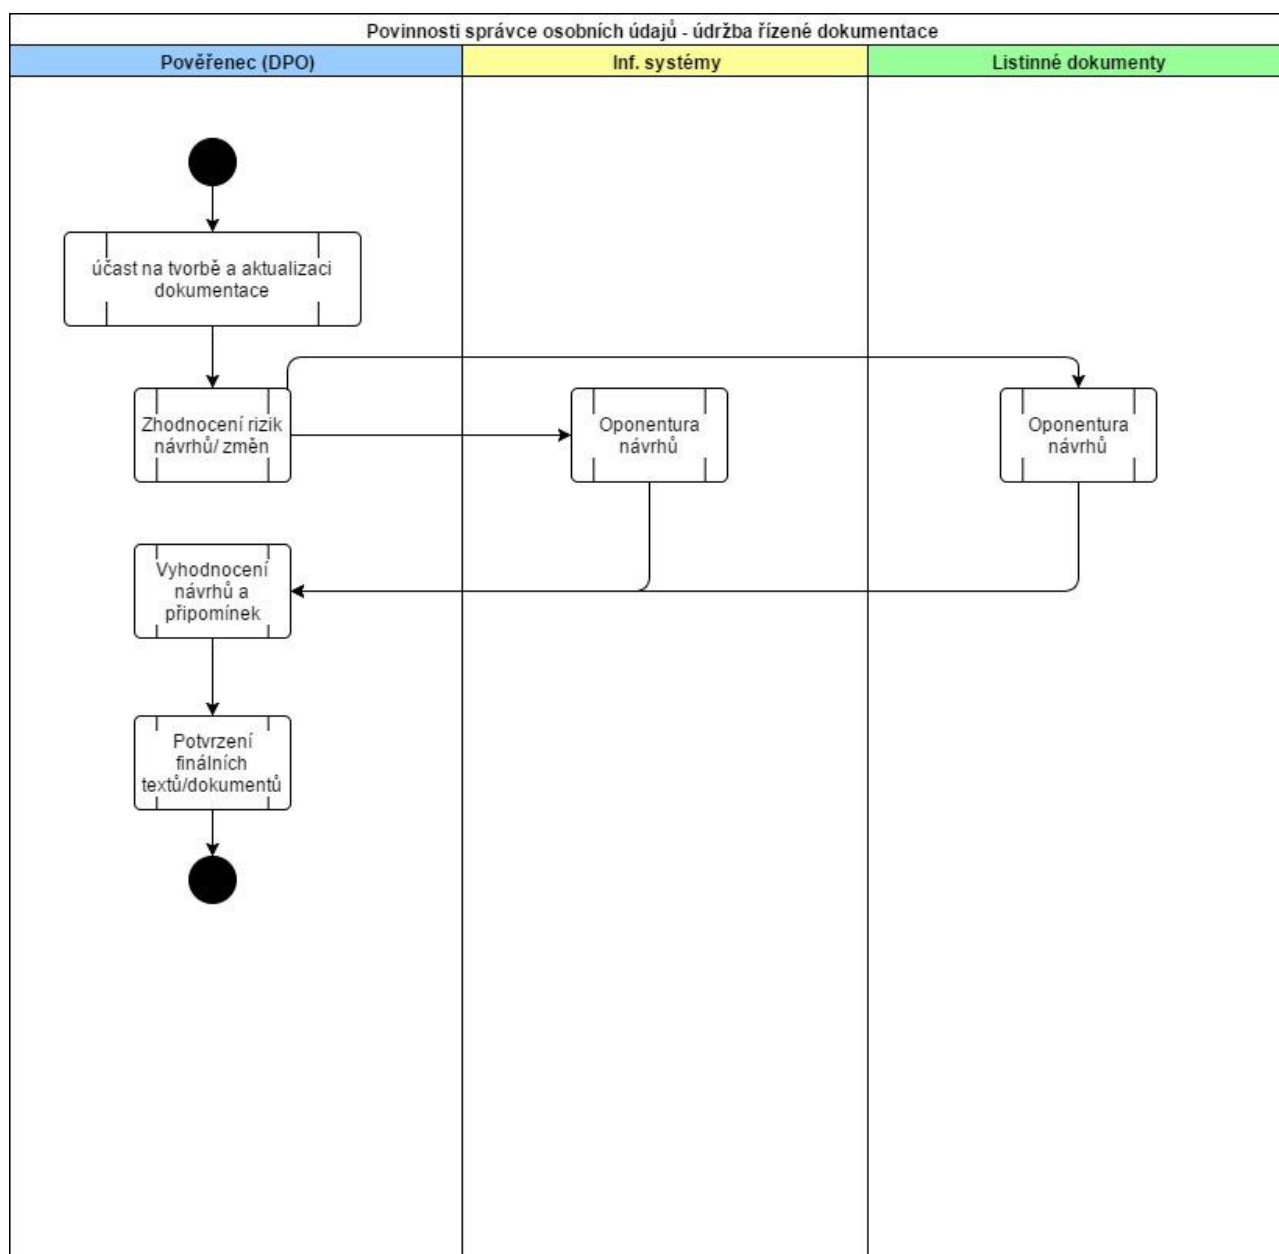 Povinnosti správce osobních údajů - údržba řízené dokumentace
Pověřenec (DPO)
Inf. systémy
Listinné dokumenty
účast na tvorbě a aktualizaci
dokumentace
Zhodnocení rizik
návrhů/ změn
Oponentura
návrhů
Oponentura
návrhů
Vyhodnocení
návrhů a
připomínek
Potvrzení
finálních
textů/dokumentů